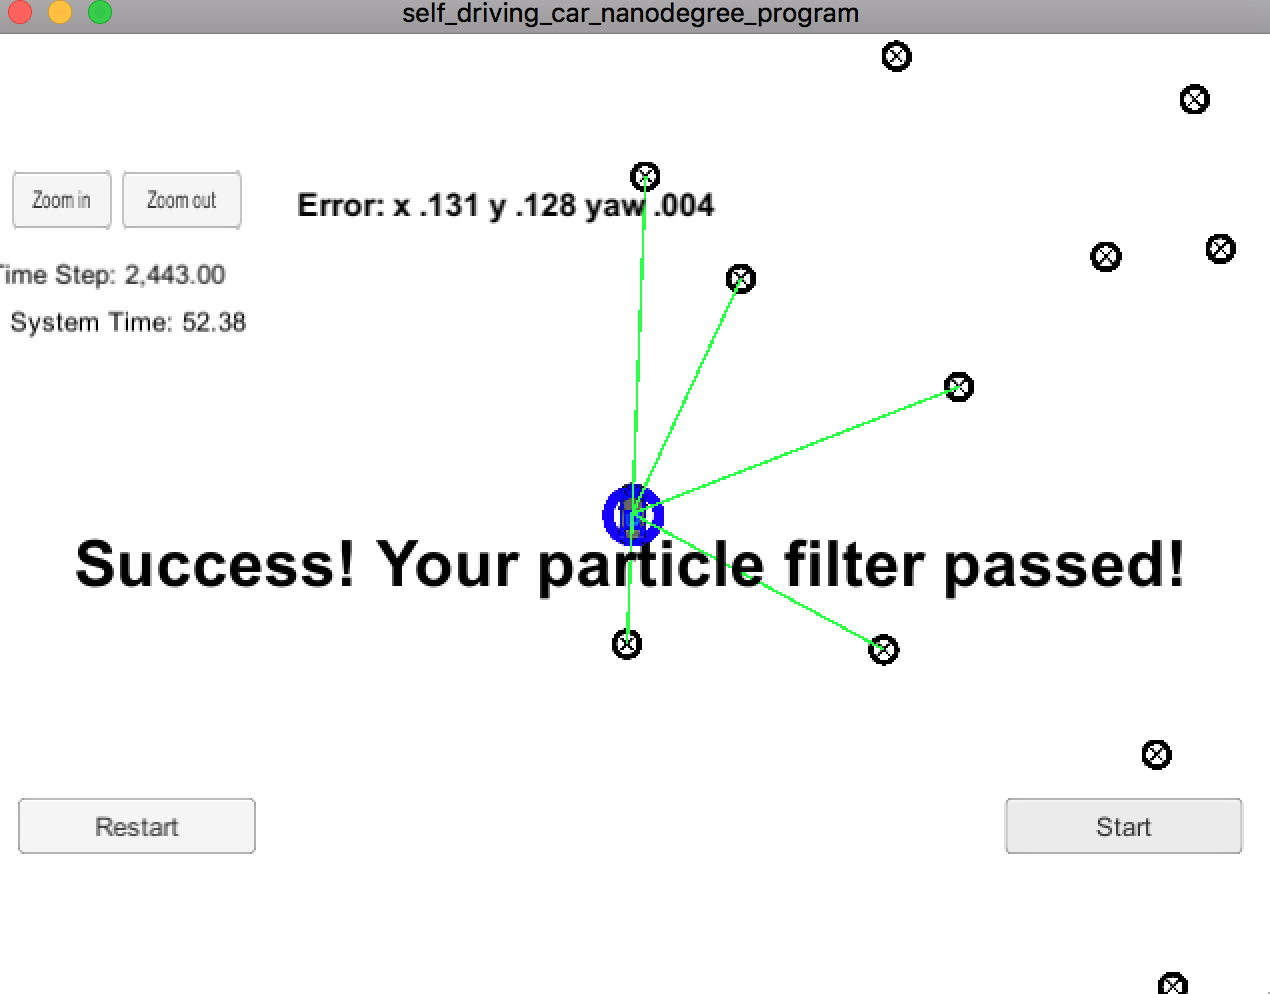 self_driving_car_nanodegree_program
Zoom in
Zoom out
Error: x .131 y .128 yaw .004
Time Step: 2,443.00
System Time: 52.38
Success! Your particle filter passed!
Restart
Start